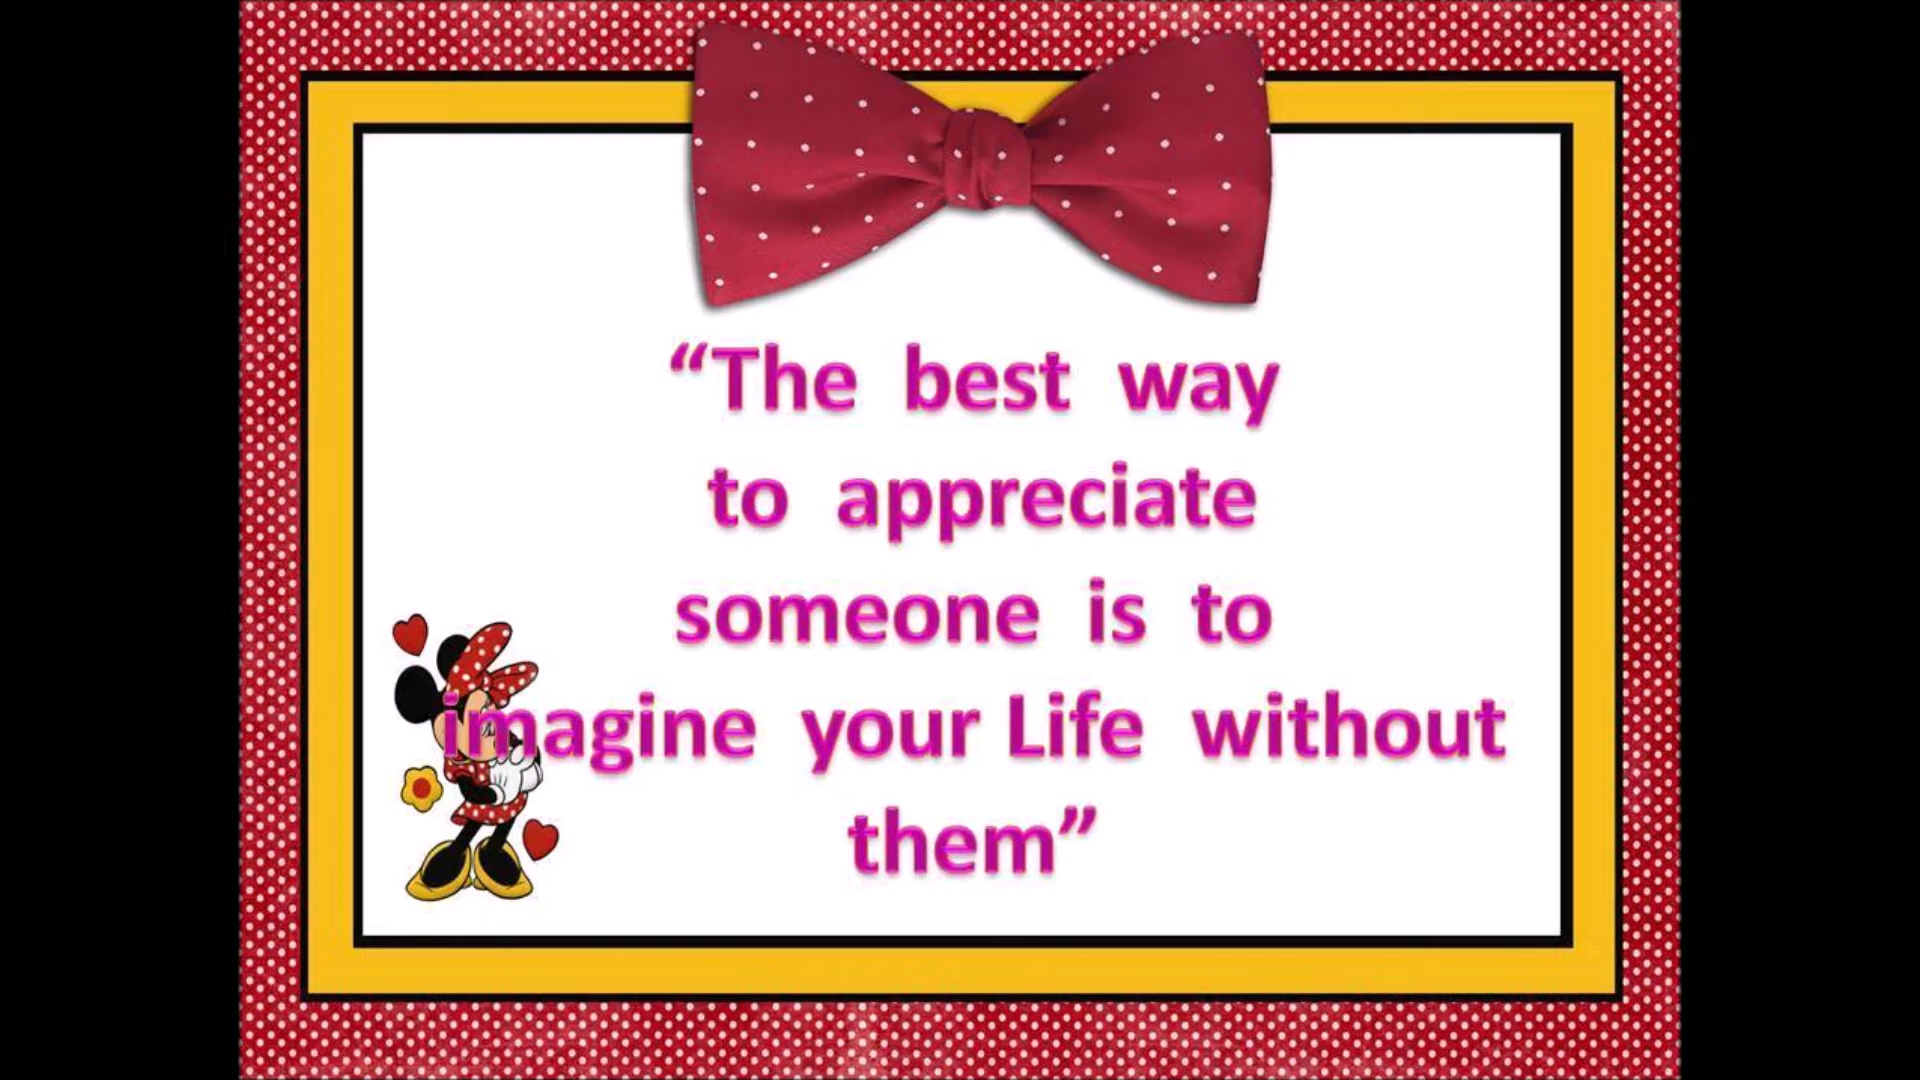 “The best way
to appreciate
someone is to
imagine your Life without
them”